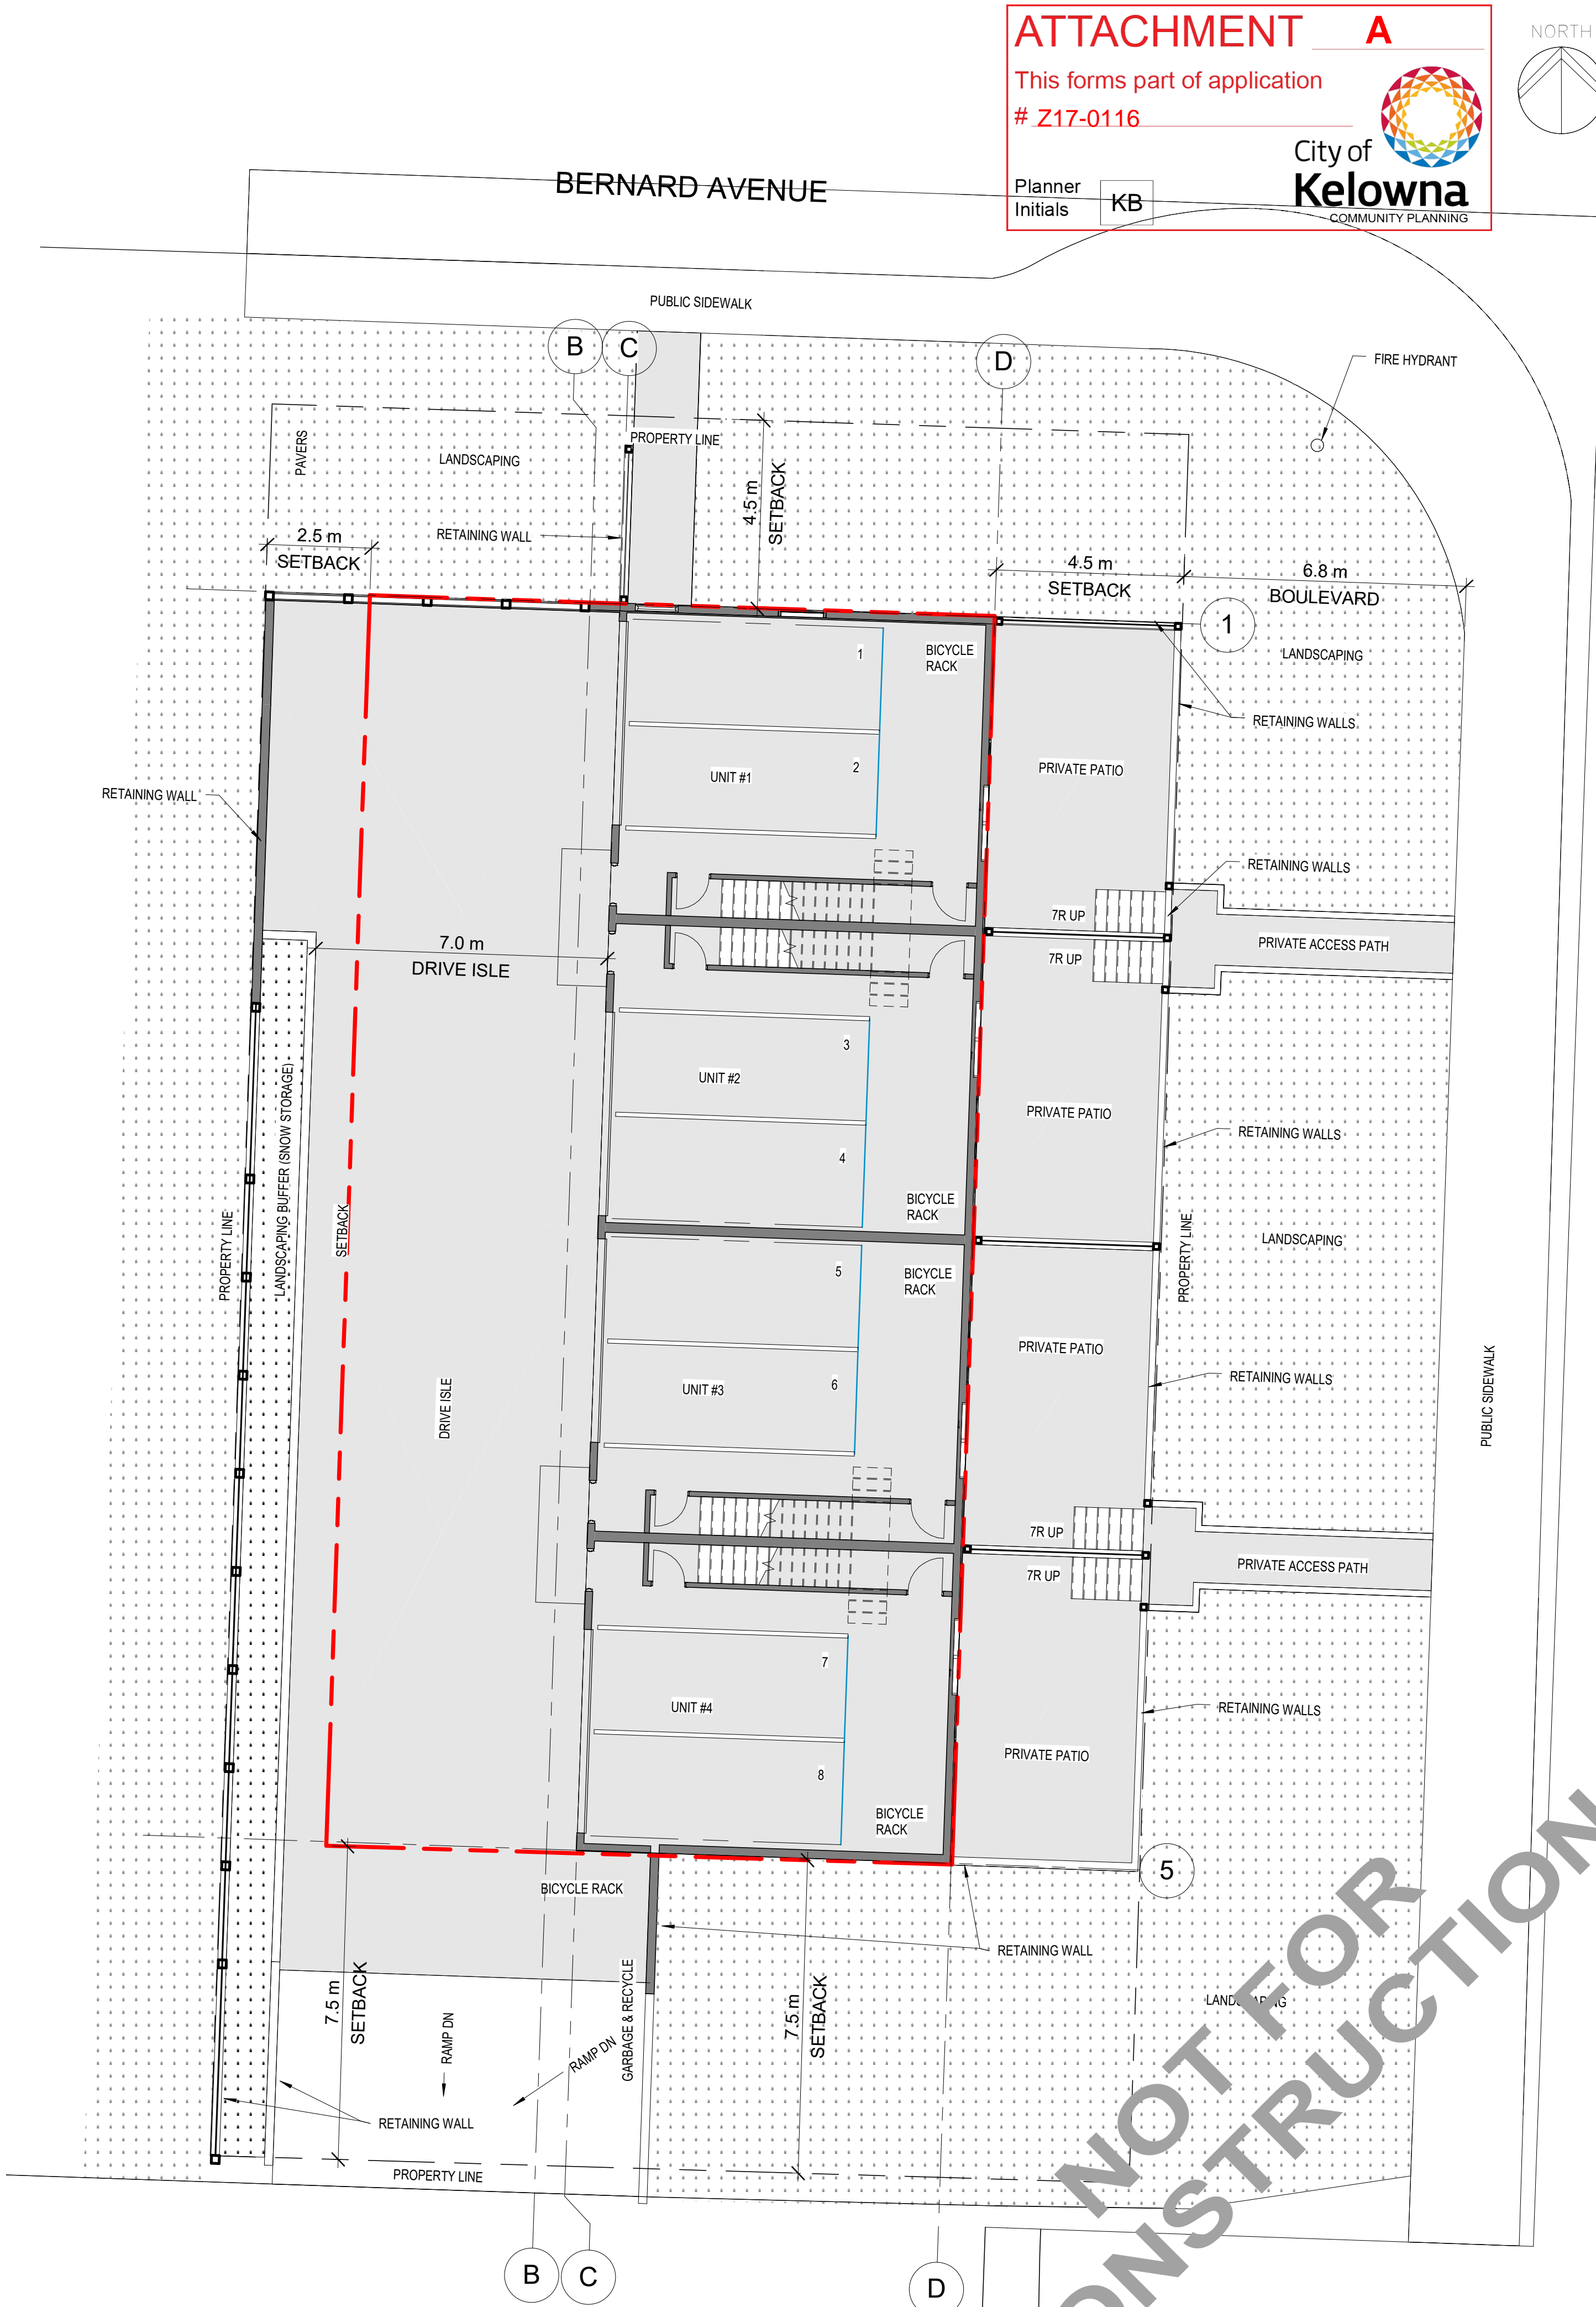 ATTACHMENT A
This forms part of application
# Z17-0116
City of
Kelowna
COMMUNITY PLANNING
Planner
Initials
KB
NORTH
BERNARD AVENUE
PUBLIC SIDEWALK
B
C
D
FIRE HYDRANT
PROPERTY LINE
PAVERS
LANDSCAPING
4.5 m
SETBACK
RETAINING WALL
2.5 m
SETBACK
4.5 m
SETBACK
6.8 m
BOULEVARD
1
1
BICYCLE
RACK
LANDSCAPING
RETAINING WALLS
2
UNIT #1
PRIVATE PATIO
RETAINING WALL
RETAINING WALLS
7R UP
7R UP
PRIVATE ACCESS PATH
7.0 m
DRIVE ISLE
3
UNIT #2
PRIVATE PATIO
RETAINING WALLS
4
BICYCLE
RACK
PROPERTY LINE
LANDSCAPING BUFFER (SNOW STORAGE)
SETBACK
PROPERTY LINE
LANDSCAPING
5
BICYCLE
RACK
PRIVATE PATIO
RETAINING WALLS
6
UNIT #3
DRIVE ISLE
PUBLIC SIDEWALK
7R UP
7R UP
PRIVATE ACCESS PATH
7
UNIT #4
RETAINING WALLS
PRIVATE PATIO
8
BICYCLE
RACK
5
BICYCLE RACK
RETAINING WALL
7.5 m
SETBACK
RAMP DN
RAMP DN
GARBAGE & RECYCLE
7.5 m
SETBACK
LANDSCAPING
RETAINING WALL
PROPERTY LINE
B
C
D
NOT FOR
CONSTRUCTION